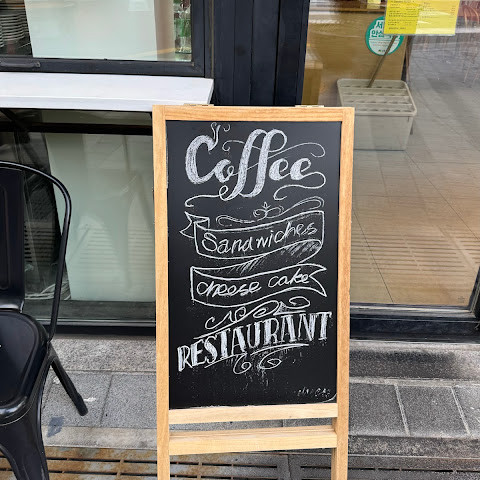 Coffee
Sandwiches
cheese cake
RESTAURANT